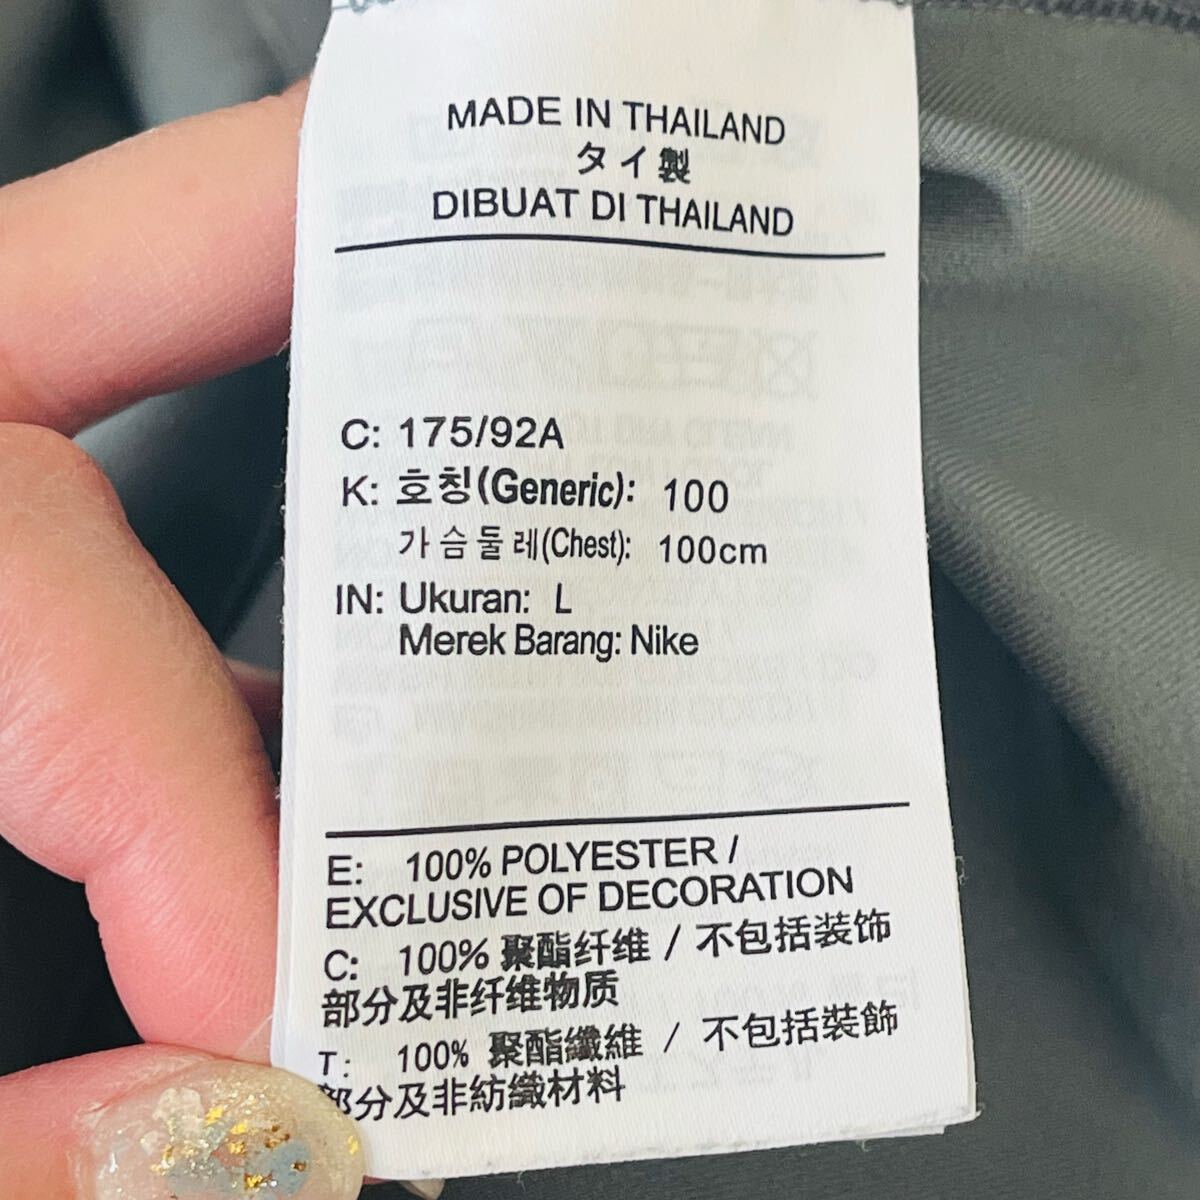 MADE IN THAILAND
タイ製
DIBUAT DI THAILAND
C: 175/92A
K: 호칭(Generic): 100
가슴둘레(Chest): 100cm
IN: Ukuran: L
Merek Barang: Nike
E: 100% POLYESTER /
EXCLUSIVE OF DECORATION
C: 100% 聚酯纤维 / 不包括装饰
部分及非纤维物质
T: 100% 聚酯纖維 / 不包括裝飾
部分及非紡織材料